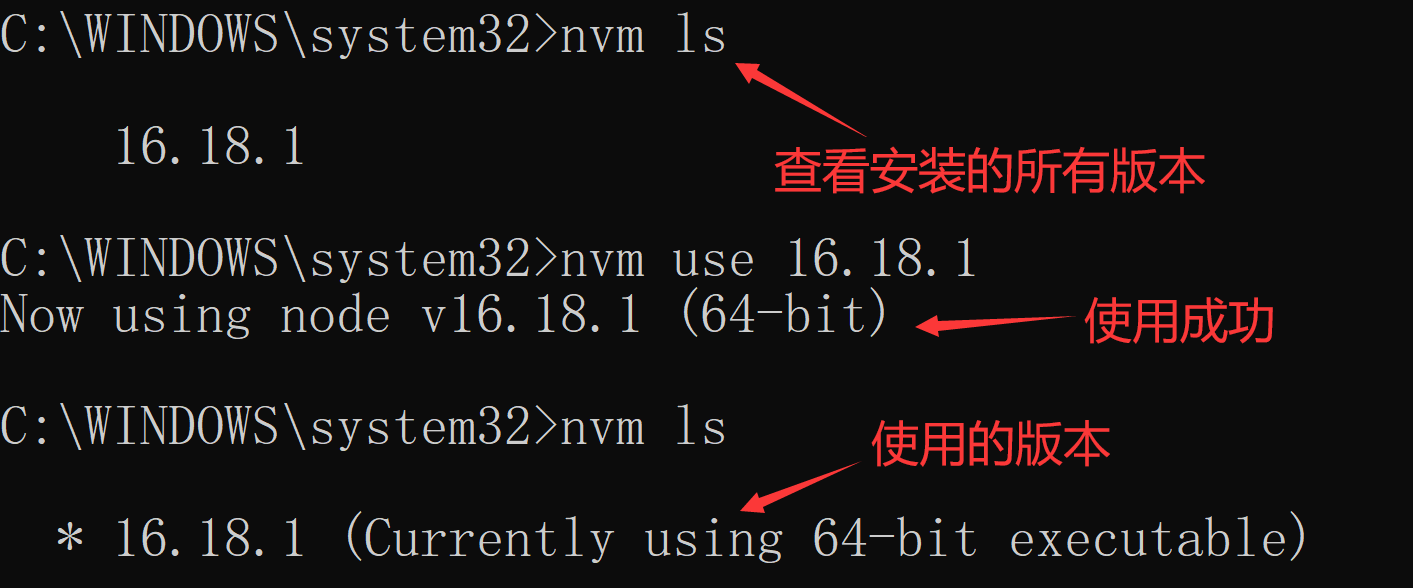 C:\WINDOWS\system32>nvm ls
16.18.1
查看安装的所有版本
C:\WINDOWS\system32>nvm use 16.18.1
Now using node v16.18.1 (64-bit)
使用成功
C:\WINDOWS\system32>nvm ls
使用的版本
* 16.18.1 (Currently using 64-bit executable)